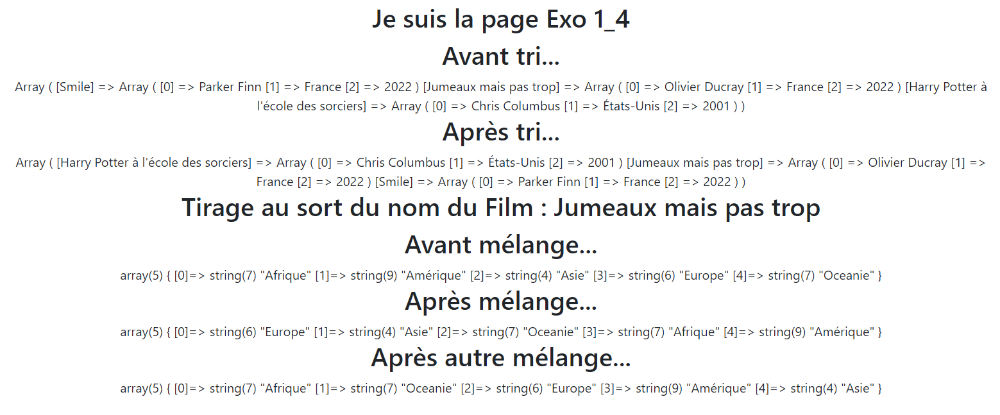 Je suis la page Exo 1_4
Avant tri...
Array ( [Smile] => Array ( [0] => Parker Finn [1] => France [2] => 2022 ) [Jumeaux mais pas trop] => Array ( [0] => Olivier Ducray [1] => France [2] => 2022 ) [Harry Potter à
l'école des sorciers] => Array ( [0] => Chris Columbus [1] => États-Unis [2] => 2001 ) )
Après tri...
Array ( [Harry Potter à l'école des sorciers] => Array ( [0] => Chris Columbus [1] => États-Unis [2] => 2001 ) [Jumeaux mais pas trop] => Array ( [0] => Olivier Ducray [1] =>
France [2] => 2022 ) [Smile] => Array ( [0] => Parker Finn [1] => France [2] => 2022 ) )
Tirage au sort du nom du Film : Jumeaux mais pas trop
Avant mélange...
array(5) { [0]=> string(7) "Afrique" [1]=> string(9) "Amérique" [2]=> string(4) "Asie" [3]=> string(6) "Europe" [4]=> string(7) "Oceanie" }
Après mélange...
array(5) { [0]=> string(6) "Europe" [1]=> string(4) "Asie" [2]=> string(7) "Oceanie" [3]=> string(7) "Afrique" [4]=> string(9) "Amérique" }
Après autre mélange...
array(5) { [0]=> string(7) "Afrique" [1]=> string(7) "Oceanie" [2]=> string(6) "Europe" [3]=> string(9) "Amérique" [4]=> string(4) "Asie" }